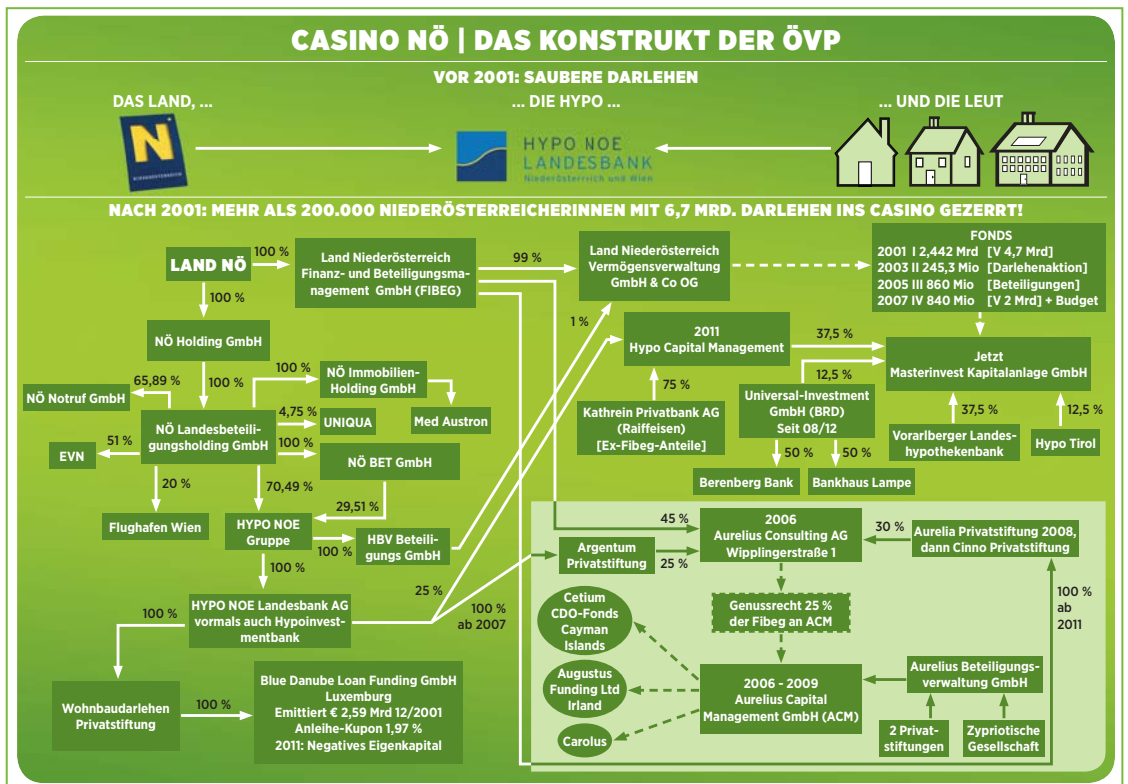 CASINO NÖ | DAS KONSTRUKT DER ÖVP
VOR 2001: SAUBERE DARLEHEN
DAS LAND, ...
... DIE HYPO ...
... UND DIE LEUT
N
NIEDERÖSTERREICH
HYPO NOE
LANDESBANK
Niederösterreich und Wien
NACH 2001: MEHR ALS 200.000 NIEDERÖSTERREICHERINNEN MIT 6,7 MRD. DARLEHEN INS CASINO GEZERRT!
LAND NÖ
100 %
Land Niederösterreich
Finanz- und Beteiligungsma-
nagement GmbH (FIBEG)
99 %
Land Niederösterreich
Vermögensverwaltung
GmbH & Co OG
FONDS
2001 I 2,442 Mrd [V 4,7 Mrd]
2003 II 245,3 Mio [Darlehenaktion]
2005 III 860 Mio [Beteiligungen]
2007 IV 840 Mio [V 2 Mrd] + Budget
100 %
NÖ Holding GmbH
1 %
2011
Hypo Capital Management
37,5 %
Jetzt
Masterinvest Kapitalanlage GmbH
65,89 %
100 %
100 %
NÖ Immobilien-
Holding GmbH
NÖ Notruf GmbH
75 %
12,5 %
NÖ Landesbeteili-
gungsholding GmbH
4,75 %
UNIQUA
Med Austron
Kathrein Privatbank AG
(Raiffeisen)
[Ex-Fibeg-Anteile]
Universal-Investment
GmbH (BRD)
Seit 08/12
37,5 %
12,5 %
Vorarlberger Landes-
hypothekenbank
Hypo Tirol
51 %
EVN
100 %
NÖ BET GmbH
50 %
50 %
Berenberg Bank
Bankhaus Lampe
20 %
70,49 %
29,51 %
Flughafen Wien
HYPO NOE
Gruppe
100 %
HBV Beteili-
gungs GmbH
45 %
2006
Aurelius Consulting AG
Wipplingerstraße 1
30 %
Aurelia Privatstiftung 2008,
dann Cinno Privatstiftung
Argentum
Privatstiftung
25 %
100 %
25 %
100 %
ab 2007
100 %
HYPO NOE Landesbank AG
vormals auch Hypoinvest-
mentbank
Cetium
CDO-Fonds
Cayman
Islands
Genussrecht 25 %
der Fibeg an ACM
100 %
ab
2011
Augustus
Funding Ltd
Irland
2006 - 2009
Aurelius Capital
Management GmbH (ACM)
Aurelius Beteiligungs-
verwaltung GmbH
Wohnbaudarlehen
Privatstiftung
100 %
Blue Danube Loan Funding GmbH
Luxemburg
Emittiert € 2,59 Mrd 12/2001
Anleihe-Kupon 1,97 %
2011: Negatives Eigenkapital
Carolus
2 Privat-
stiftungen
Zypriotische
Gesellschaft